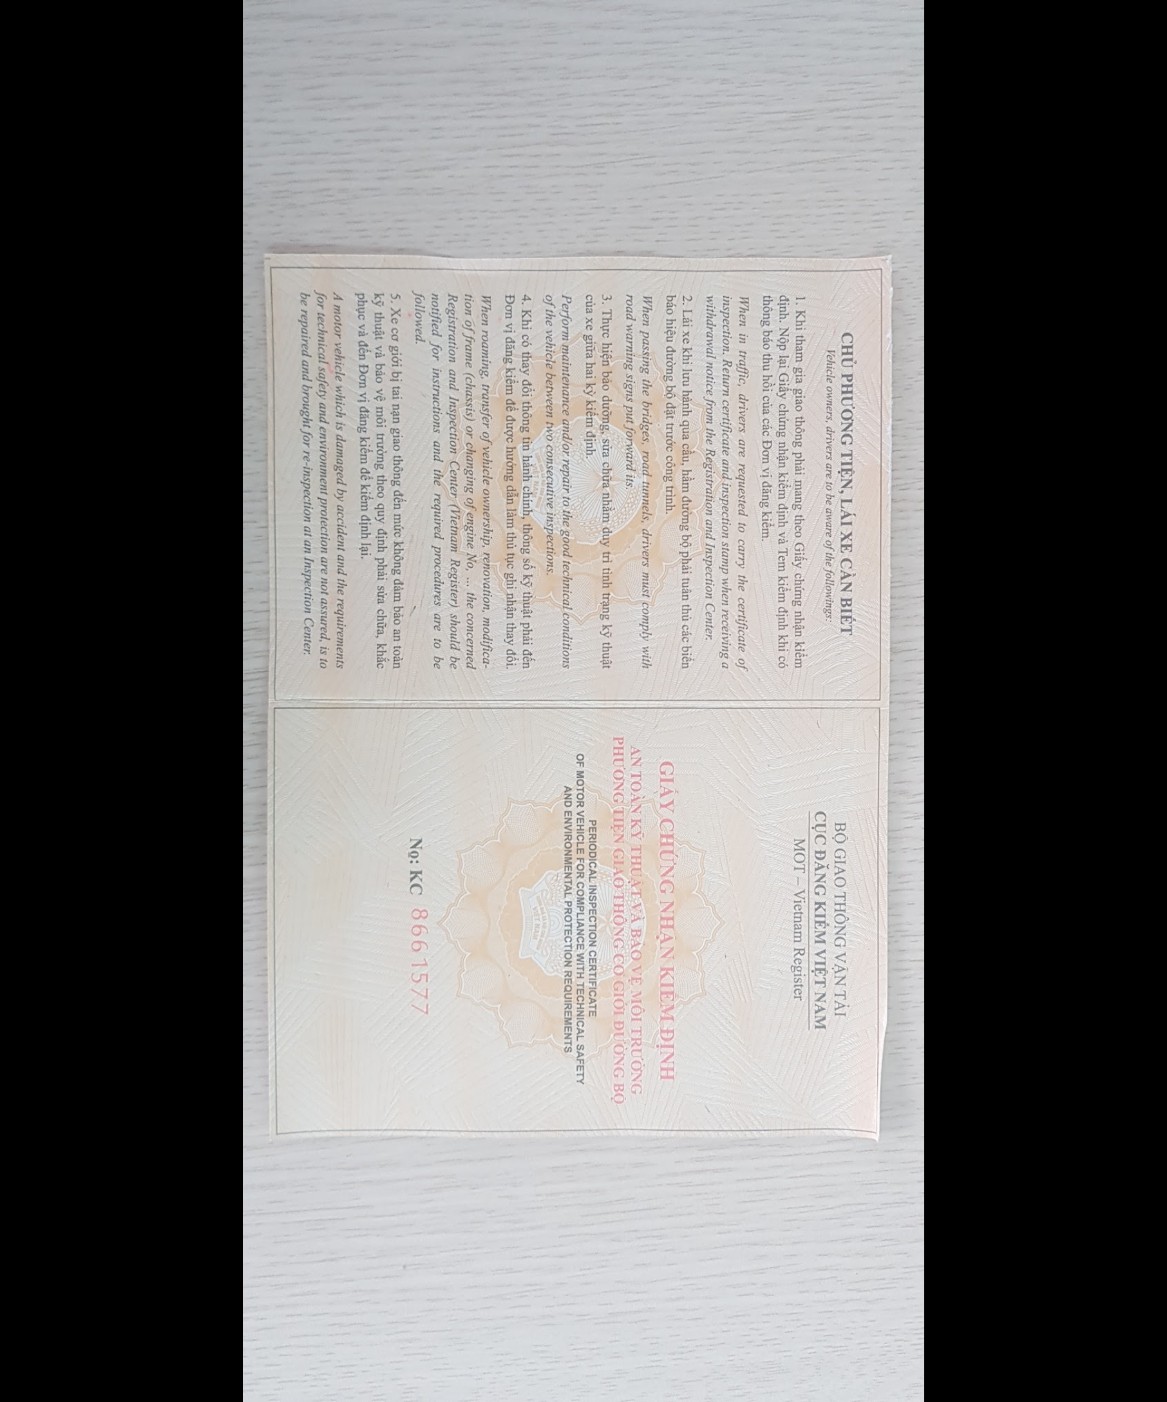 CHỦ PHƯƠNG TIỆN, LÁI XE CẦN BIẾT
Vehicle owners, drivers are to be aware of the followings:
1. Khi tham gia giao thông phải mang theo Giấy chứng nhận kiểm
định. Nộp lại Giấy chứng nhận kiểm định và Tem kiểm định khi có
thông báo thu hồi của các Đơn vị đăng kiểm.
When in traffic, drivers are requested to carry the certificate of
inspection. Return certificate and inspection stamp when receiving a
withdrawal notice from the Registration and Inspection Center.
2. Lái xe khi lưu hành qua cầu, hầm đường bộ phải tuân thủ các biển
báo hiệu đường bộ đặt trước công trình.
When passing the bridges, road tunnels, drivers must comply with
road warning signs put forward its.
3. Thực hiện bảo dưỡng, sửa chữa nhằm duy trì tình trạng kỹ thuật
của xe giữa hai kỳ kiểm định.
Perform maintenance and/or repair to the good technical conditions
of the vehicle between two consecutive inspections.
4. Khi có thay đổi thông tin hành chính, thông số kỹ thuật phải đến
Đơn vị đăng kiểm để được hướng dẫn làm thủ tục ghi nhận thay đổi.
When roaming, transfer of vehicle ownership, renovation, modifica-
tion of frame (chassis) or changing of engine No, ... the concerned
Registration and Inspection Center (Vietnam Register) should be
notified for instructions and the required procedures are to be
followed.
5. Xe cơ giới bị tai nạn giao thông đến mức không đảm bảo an toàn
kỹ thuật và bảo vệ môi trường theo quy định phải sửa chữa, khắc
phục và đến Đơn vị đăng kiểm để kiểm định lại.
A motor vehicle which is damaged by accident and the requirements
for technical safety and environment protection are not assured, is to
be repaired and brought for re-inspection at an Inspection Center.
BỘ GIAO THÔNG VẬN TẢI
CỤC ĐĂNG KIỂM VIỆT NAM
MOT – Vietnam Register
GIẤY CHỨNG NHẬN KIỂM ĐỊNH
AN TOÀN KỸ THUẬT VÀ BẢO VỆ MÔI TRƯỜNG
PHƯƠNG TIỆN GIAO THÔNG CƠ GIỚI ĐƯỜNG BỘ
PERIODICAL INSPECTION CERTIFICATE
OF MOTOR VEHICLE FOR COMPLIANCE WITH TECHNICAL SAFETY
AND ENVIRONMENTAL PROTECTION REQUIREMENTS
Nọ: KC 8661577